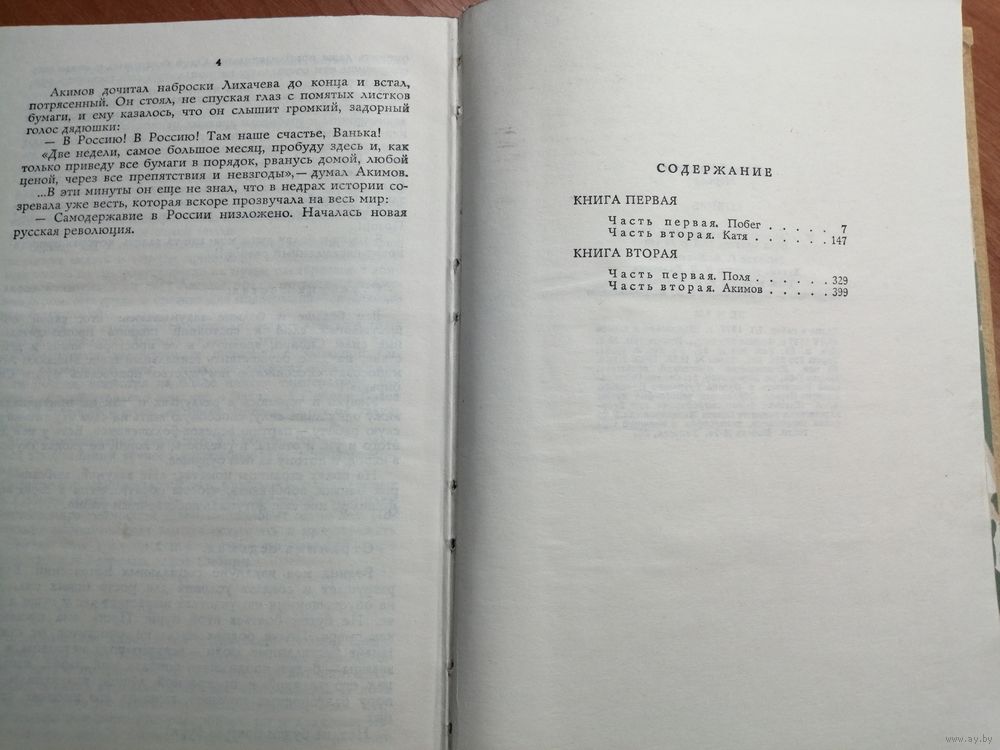 4
Акимов дочитал наброски Лихачева до конца и встал,
потрясенный. Он стоял, не спуская глаз с помятых листков
бумаги, и ему казалось, что он слышит громкий, задорный
голос дядюшки:
— В Россию! В Россию! Там наше счастье, Ванька!
«Две недели, самое большое месяц, пробуду здесь и, как
только приведу все бумаги в порядок, рванусь домой, любой
ценой, через все препятствия и невзгоды»,— думал Акимов.
...В эти минуты он еще не знал, что в недрах истории со-
зревала уже весть, которая вскоре прозвучала на весь мир:
— Самодержавие в России низложено. Началась новая
русская революция.
СОДЕРЖАНИЕ
КНИГА ПЕРВАЯ
Часть первая. Побег . . . . . 7
Часть вторая. Катя . . . . . . 147
КНИГА ВТОРАЯ
Часть первая. Поля . . . . . . 329
Часть вторая. Акимов . . . . . 399
www.ay.by